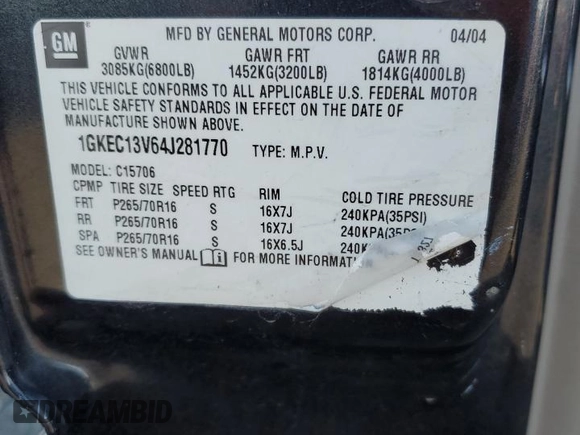 GM
MFD BY GENERAL MOTORS CORP. 04/04
GVWR GAWR FRT GAWR RR
3085KG(6800LB) 1452KG(3200LB) 1814KG(4000LB)
THIS VEHICLE CONFORMS TO ALL APPLICABLE U.S. FEDERAL MOTOR
VEHICLE SAFETY STANDARDS IN EFFECT ON THE DATE OF
MANUFACTURE SHOWN ABOVE.
1GKEC13V64J281770 TYPE: M.P.V.
MODEL: C15706
CPMP TIRE SIZE SPEED RTG RIM COLD TIRE PRESSURE
FRT P265/70R16 S 16X7J 240KPA(35PSI)
RR P265/70R16 S 16X7J 240KPA(35
SPA P265/70R16 S 16X6.5J 240
SEE OWNER'S MANUAL FOR MORE INFORMAT
DREAMBID